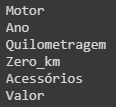 Motor
Ano
Quilometragem
Zero_km
Acessórios
Valor